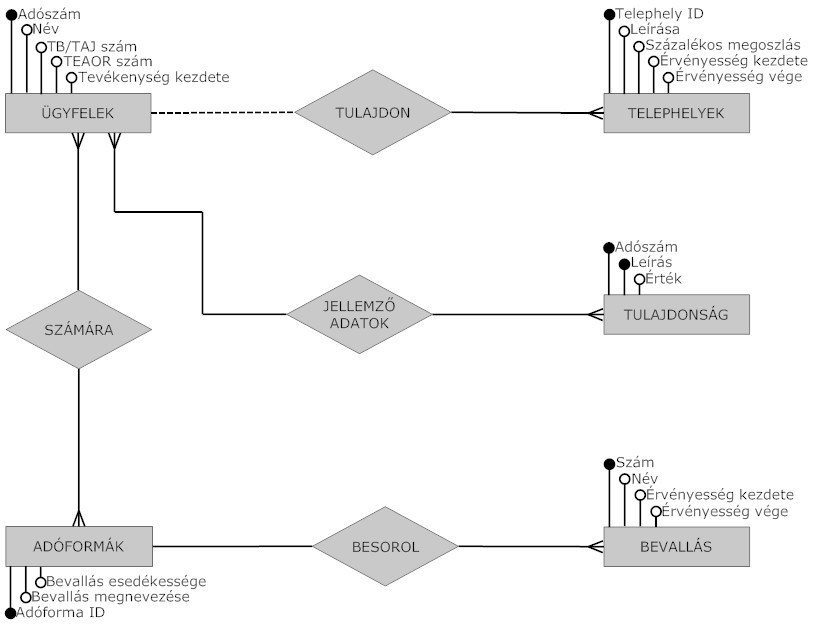 Adószám
Név
TB/TAJ szám
TEAOR szám
Tevékenység kezdete
ÜGYFELEK
TULAJDON
Telephely ID
Leírása
Százalékos megoszlás
Érvényesség kezdete
Érvényesség vége
TELEPHELYEK
SZÁMÁRA
JELLEMZŐ
ADATOK
Adószám
Leírás
Érték
TULAJDONSÁG
ADÓFORMÁK
Bevallás esedékessége
Bevallás megnevezése
Adóforma ID
BESOROL
Szám
Név
Érvényesség kezdete
Érvényesség vége
BEVALLÁS